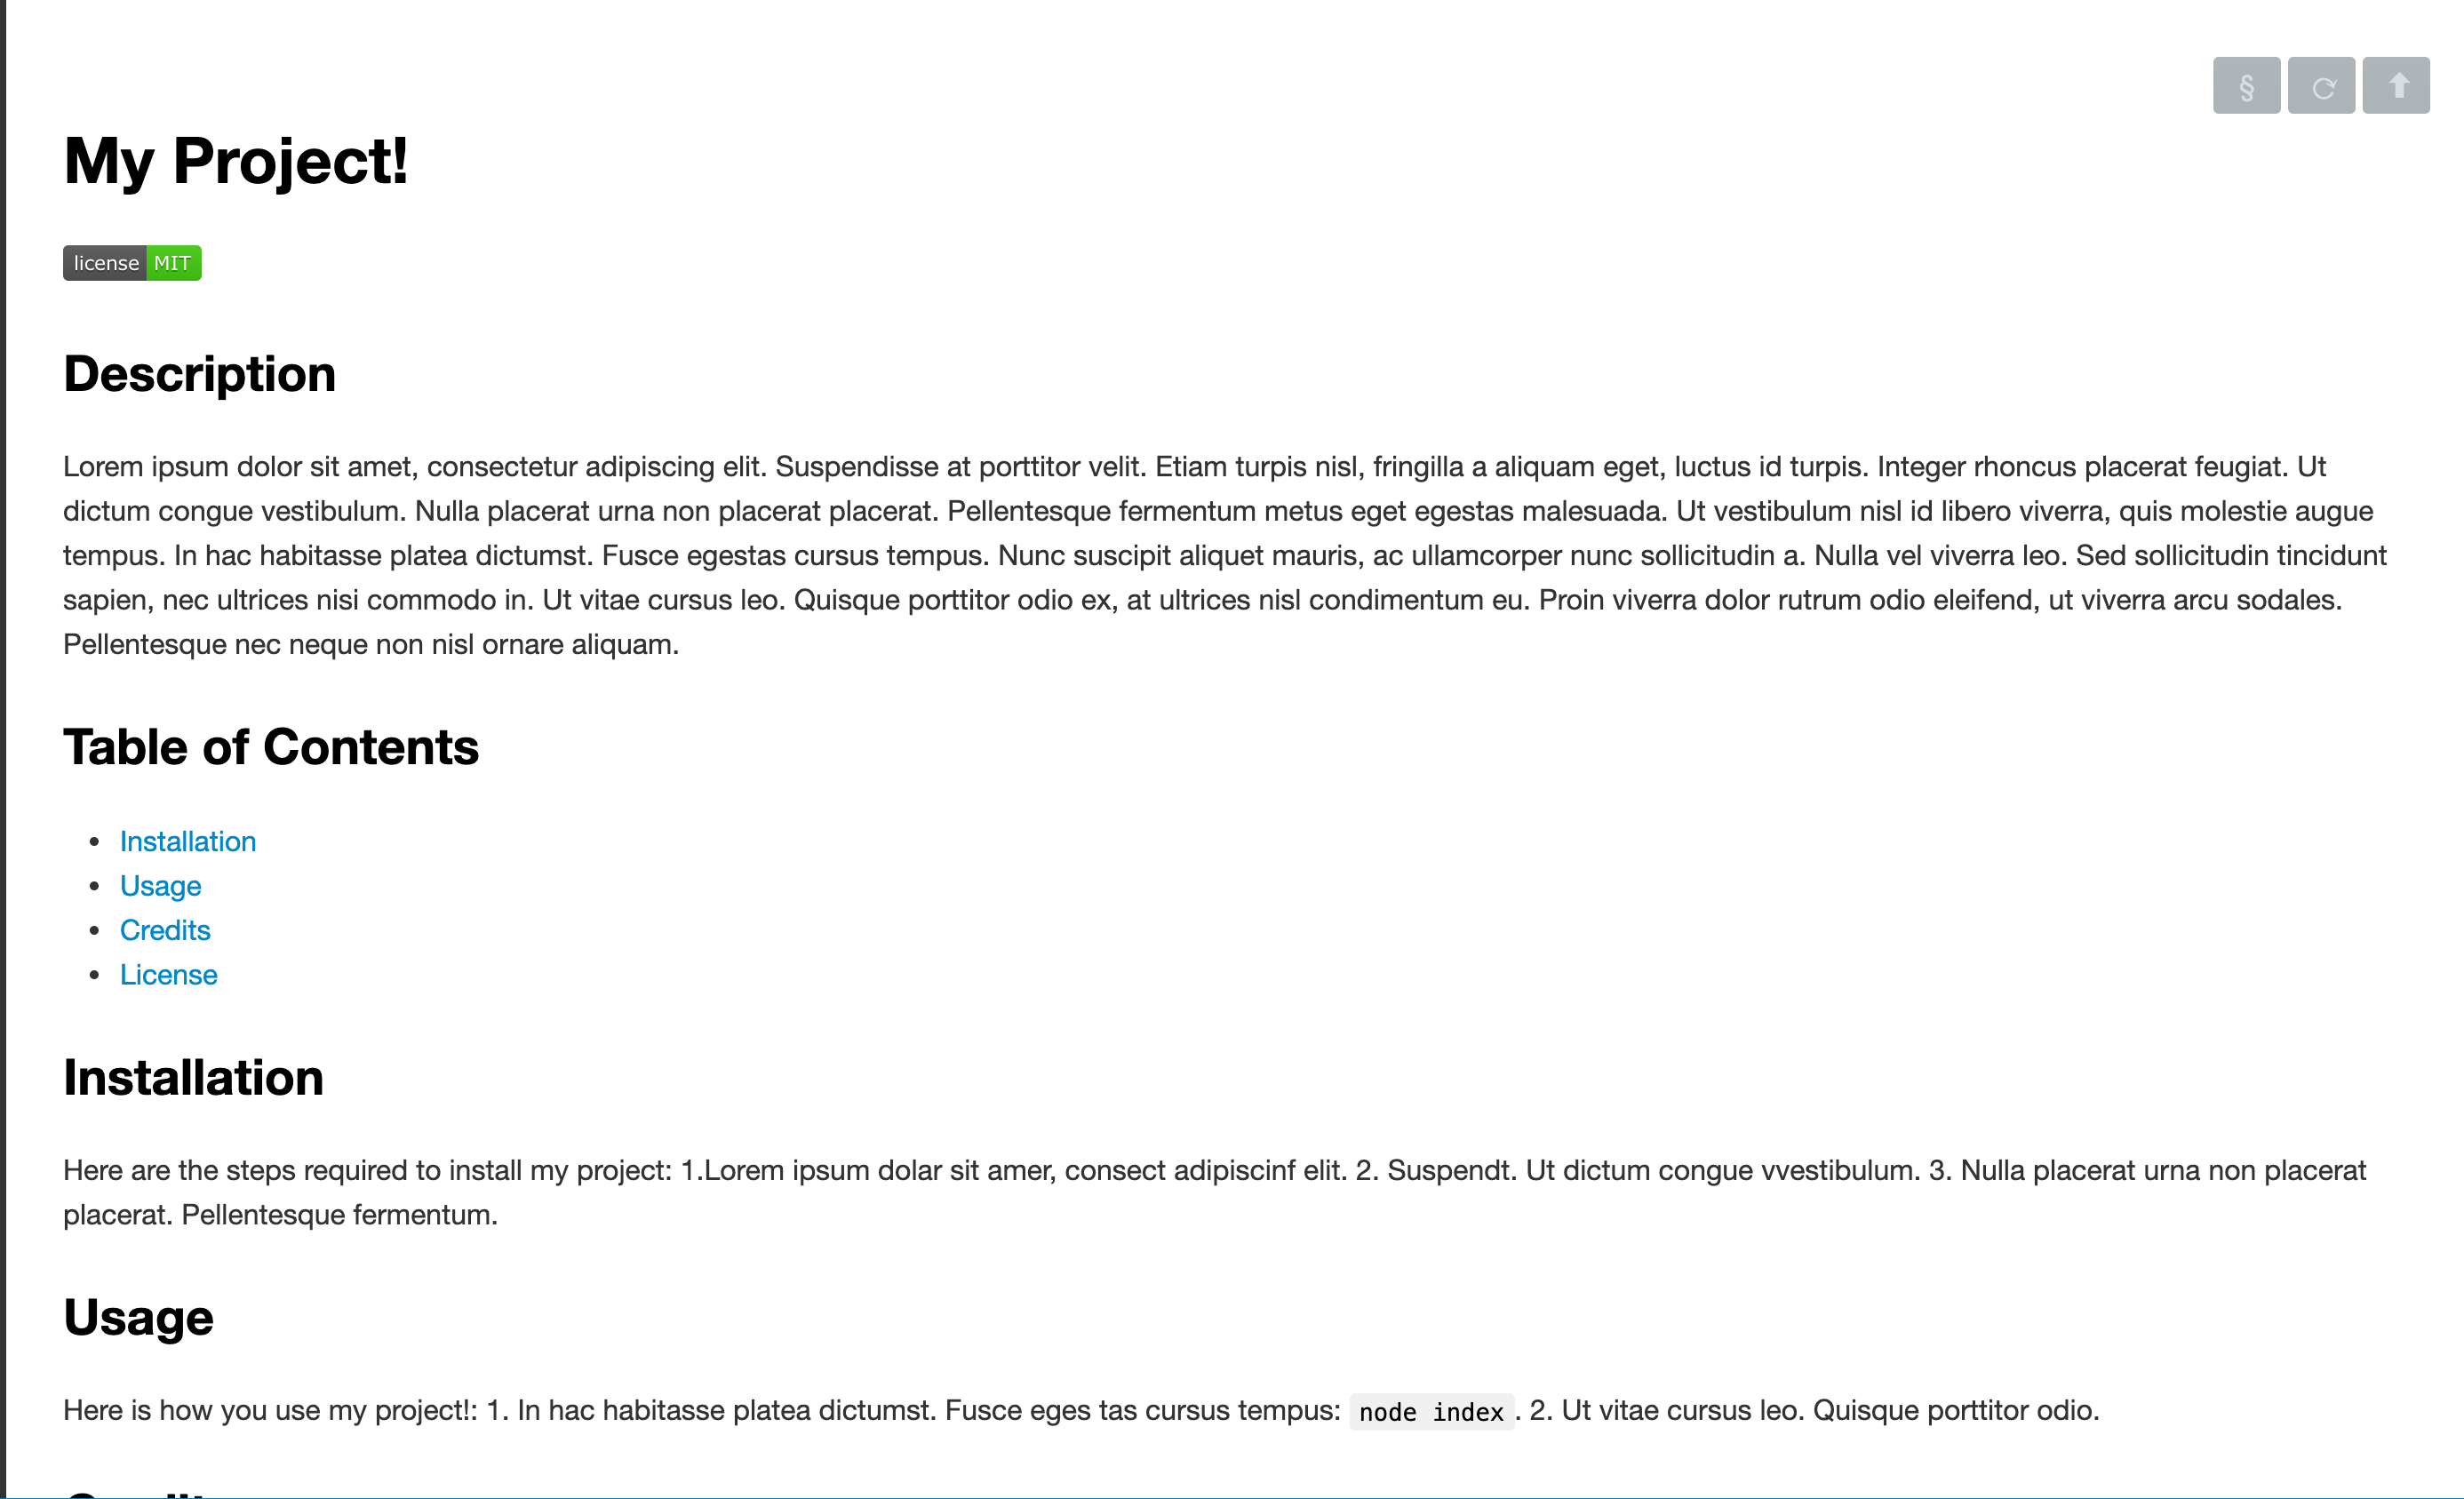 § ⟳ ⬆
My Project!
license MIT
Description
Lorem ipsum dolor sit amet, consectetur adipiscing elit. Suspendisse at porttitor velit. Etiam turpis nisl, fringilla a aliquam eget, luctus id turpis. Integer rhoncus placerat feugiat. Ut
dictum congue vestibulum. Nulla placerat urna non placerat placerat. Pellentesque fermentum metus eget egestas malesuada. Ut vestibulum nisl id libero viverra, quis molestie augue
tempus. In hac habitasse platea dictumst. Fusce egestas cursus tempus. Nunc suscipit aliquet mauris, ac ullamcorper nunc sollicitudin a. Nulla vel viverra leo. Sed sollicitudin tincidunt
sapien, nec ultrices nisi commodo in. Ut vitae cursus leo. Quisque porttitor odio ex, at ultrices nisl condimentum eu. Proin viverra dolor rutrum odio eleifend, ut viverra arcu sodales.
Pellentesque nec neque non nisl ornare aliquam.
Table of Contents
• Installation
• Usage
• Credits
• License
Installation
Here are the steps required to install my project: 1.Lorem ipsum dolar sit amer, consect adipiscinf elit. 2. Suspendt. Ut dictum congue vvestibulum. 3. Nulla placerat urna non placerat
placerat. Pellentesque fermentum.
Usage
Here is how you use my project!: 1. In hac habitasse platea dictumst. Fusce eges tas cursus tempus: node index. 2. Ut vitae cursus leo. Quisque porttitor odio.